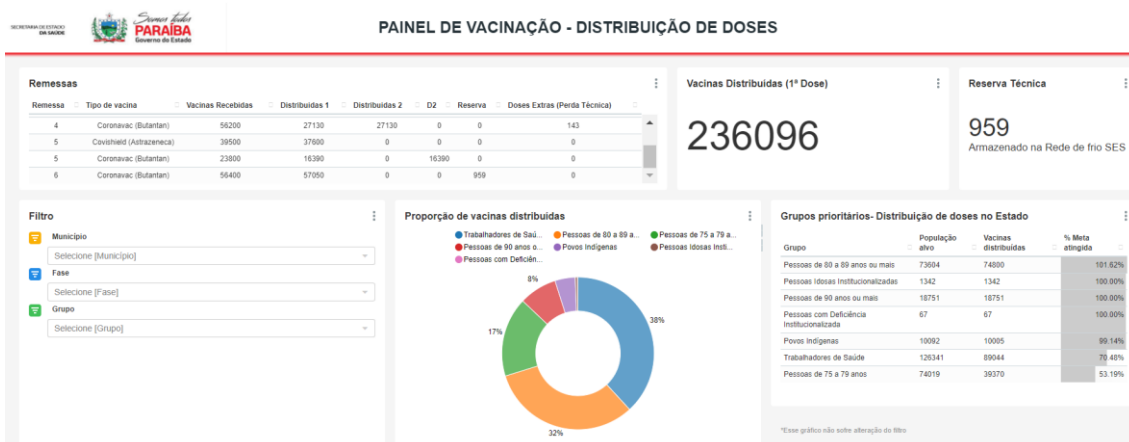 SECRETARIA DE ESTADO
DA SAÚDE
Somos todos
PARAÍBA
Governo do Estado
PAINEL DE VACINAÇÃO - DISTRIBUIÇÃO DE DOSES
Remessas
Remessa Tipo de vacina Vacinas Recebidas Distribuidas 1 Distribuidas 2 D2 Reserva Doses Extras (Perda Técnica)
4 Coronavac (Butantan) 56200 27130 27130 0 0 143
5 Covishield (Astrazeneca) 39500 37600 0 0 0 0
5 Coronavac (Butantan) 23800 16390 0 16390 0 0
6 Coronavac (Butantan) 56400 57050 0 0 959 0
Vacinas Distribuidas (1ª Dose)
236096
Reserva Técnica
959
Armazenado na Rede de frio SES
Filtro
Município
Selecione [Município]
Fase
Selecione [Fase]
Grupo
Selecione [Grupo]
Proporção de vacinas distribuidas
Trabalhadores de Saú... Pessoas de 80 a 89 a... Pessoas de 75 a 79 a...
Pessoas de 90 anos o... Povos Indígenas Pessoas Idosas Insti...
Pessoas com Deficiên...
8%
38%
17%
32%
Grupos prioritários- Distribuição de doses no Estado
Grupo População alvo Vacinas distribuídas % Meta atingida
Pessoas de 80 a 89 anos ou mais 73604 74800 101.62%
Pessoas Idosas Institucionalizadas 1342 1342 100.00%
Pessoas de 90 anos ou mais 18751 18751 100.00%
Pessoas com Deficiência Institucionalizada 67 67 100.00%
Povos Indígenas 10092 10005 99.14%
Trabalhadores de Saúde 126341 89044 70.48%
Pessoas de 75 a 79 anos 74019 39370 53.19%
*Esse gráfico não sofre alteração do filtro